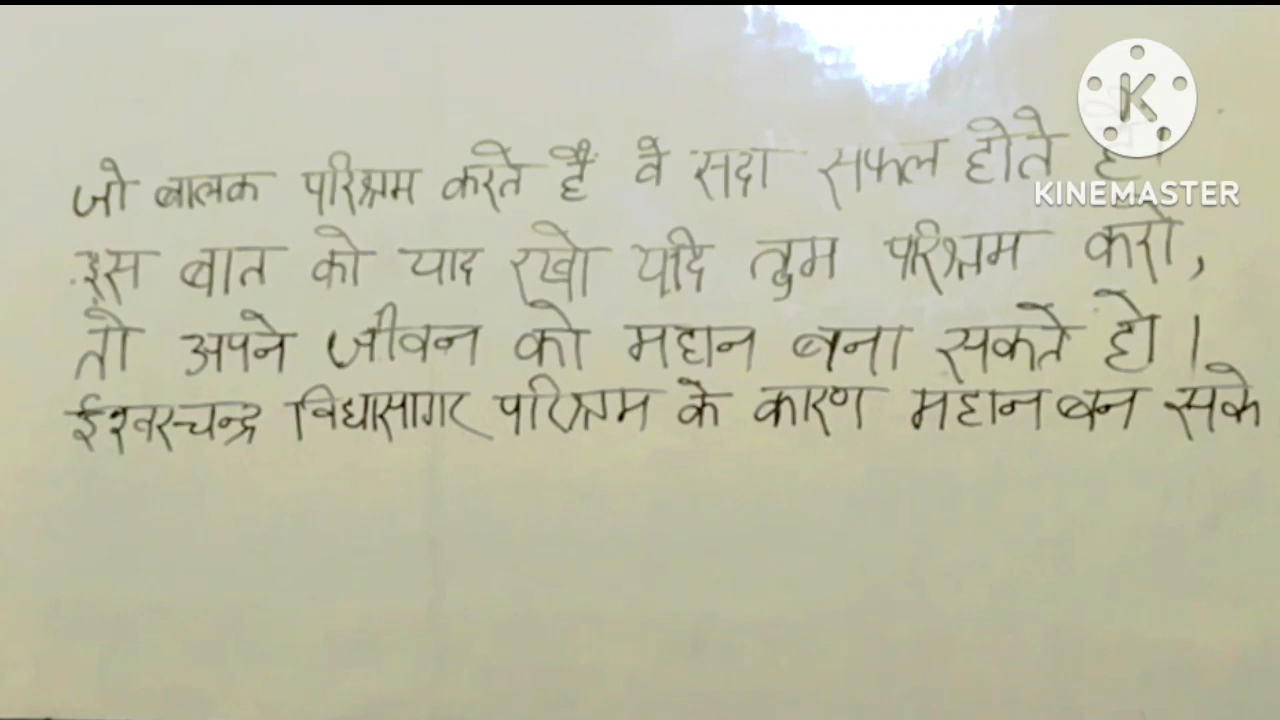 जो बालक परिश्रम करते हैं वे सदा सफल होते
इस बात को याद रखो यदि तुम परिश्रम करो,
तो अपने जीवन को महान बना सकते हो।
ईश्वरचन्द्र विद्यासागर परिश्रम के कारण महान बन सके
K
KINEMASTER